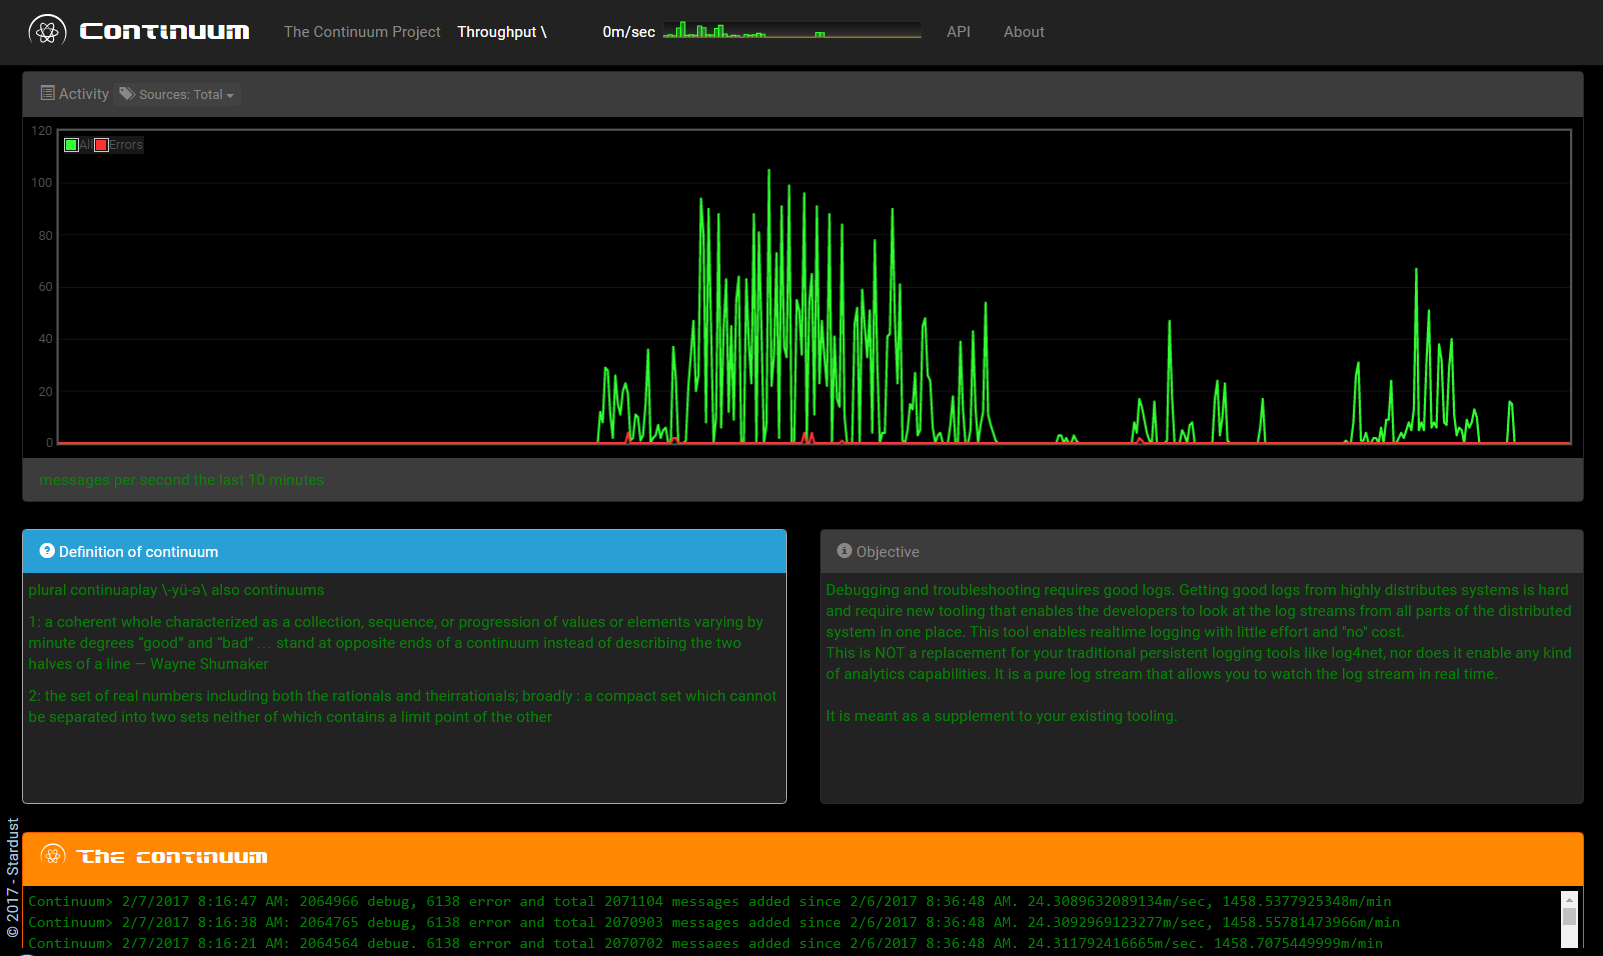 Continuum The Continuum Project Throughput \ 0m/sec API About
Activity Sources: Total
120
All Errors
100
80
60
40
20
0
messages per second the last 10 minutes
Definition of continuum
plural continuaplay \-yü-ə\ also continuums
1: a coherent whole characterized as a collection, sequence, or progression of values or elements varying by
minute degrees “good” and “bad” … stand at opposite ends of a continuum instead of describing the two
halves of a line — Wayne Shumaker
2: the set of real numbers including both the rationals and theirrationals; broadly : a compact set which cannot
be separated into two sets neither of which contains a limit point of the other
Objective
Debugging and troubleshooting requires good logs. Getting good logs from highly distributes systems is hard
and require new tooling that enables the developers to look at the log streams from all parts of the distributed
system in one place. This tool enables realtime logging with little effort and "no" cost.
This is NOT a replacement for your traditional persistent logging tools like log4net, nor does it enable any kind
of analytics capabilities. It is a pure log stream that allows you to watch the log stream in real time.
It is meant as a supplement to your existing tooling.
© 2017 - Stardust
The continuum
Continuum> 2/7/2017 8:16:47 AM: 2064966 debug, 6138 error and total 2071104 messages added since 2/6/2017 8:36:48 AM. 24.3089632089134m/sec, 1458.5377925348m/min
Continuum> 2/7/2017 8:16:38 AM: 2064765 debug, 6138 error and total 2070903 messages added since 2/6/2017 8:36:48 AM. 24.3092969123277m/sec, 1458.55781473966m/min
Continuum> 2/7/2017 8:16:21 AM: 2064564 debug, 6138 error and total 2070702 messages added since 2/6/2017 8:36:48 AM. 24.311792416665m/sec, 1458.7075449999m/min